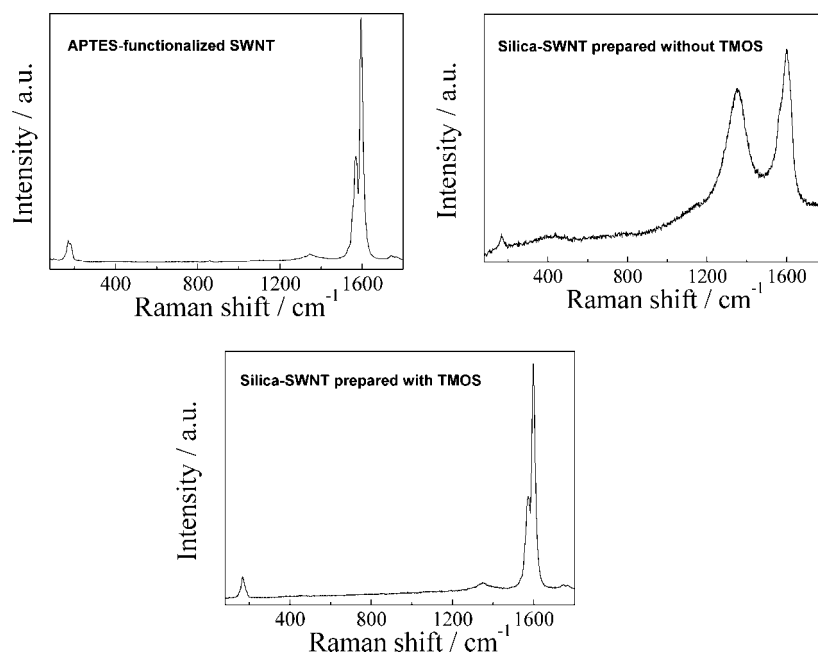 APTES-functionalized SWNT
Intensity / a.u.
400 800 1200 1600
Raman shift / cm⁻¹
Silica-SWNT prepared without TMOS
Intensity / a.u.
400 800 1200 1600
Raman shift / cm⁻¹
Silica-SWNT prepared with TMOS
Intensity / a.u.
400 800 1200 1600
Raman shift / cm⁻¹